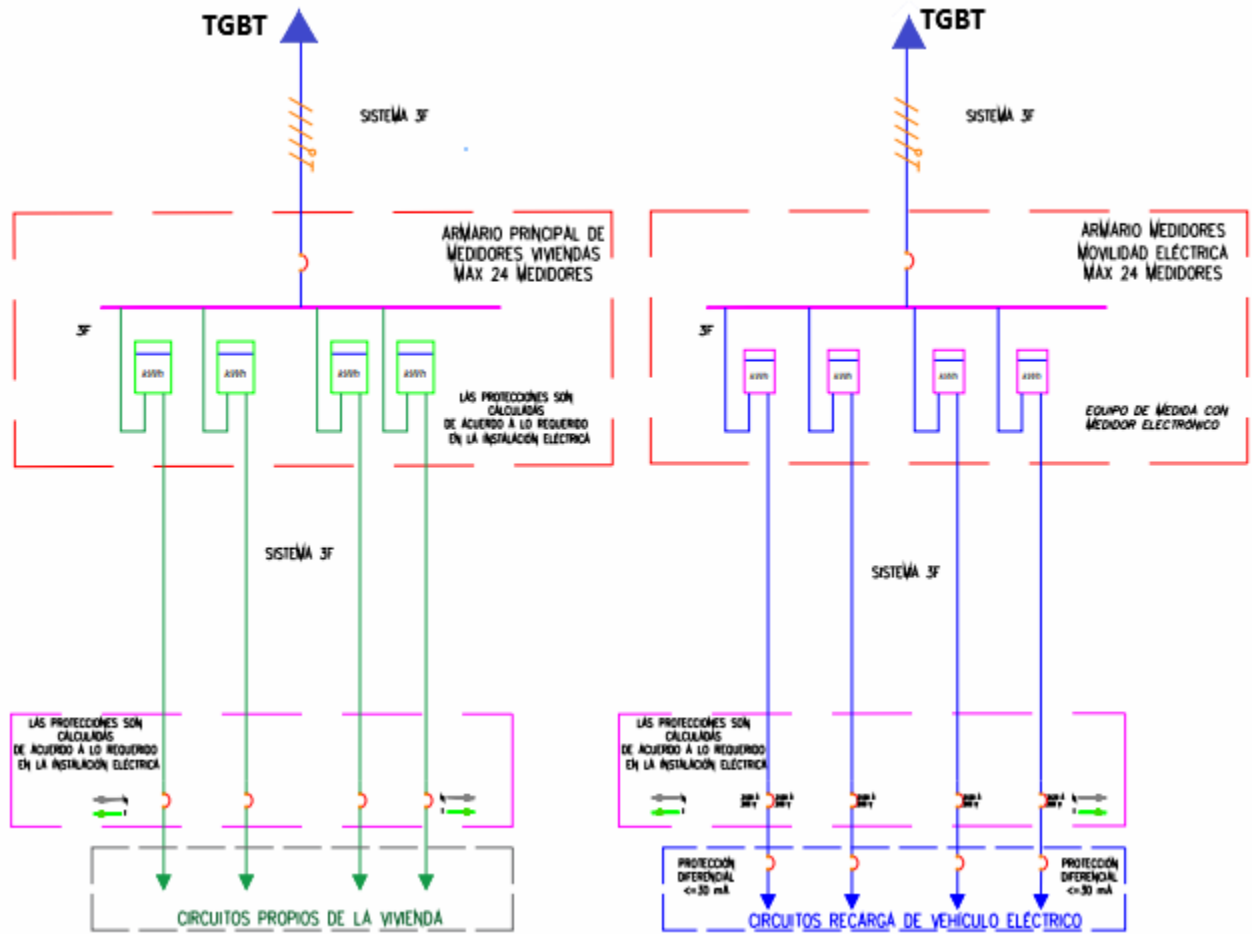 TGBT
SISTEMA 3F
ARMARIO PRINCIPAL DE
MEDIDORES VIVIENDAS
MAX 24 MEDIDORES
3F
kWh
kWh
kWh
kWh
LAS PROTECCIONES SON
CALCULADAS
DE ACUERDO A LO REQUERIDO
EN LA INSTALACIÓN ELÉCTRICA
SISTEMA 3F
LAS PROTECCIONES SON
CALCULADAS
DE ACUERDO A LO REQUERIDO
EN LA INSTALACIÓN ELÉCTRICA
CIRCUITOS PROPIOS DE LA VIVIENDA
TGBT
SISTEMA 3F
ARMARIO MEDIDORES
MOVILIDAD ELÉCTRICA
MAX 24 MEDIDORES
3F
kWh
kWh
kWh
kWh
EQUIPO DE MEDIDA CON
MEDIDOR ELECTRÓNICO
SISTEMA 3F
LAS PROTECCIONES SON
CALCULADAS
DE ACUERDO A LO REQUERIDO
EN LA INSTALACIÓN ELÉCTRICA
PROTECCIÓN
DIFERENCIAL
<=30 mA
PROTECCIÓN
DIFERENCIAL
<=30 mA
CIRCUITOS RECARGA DE VEHÍCULO ELÉCTRICO